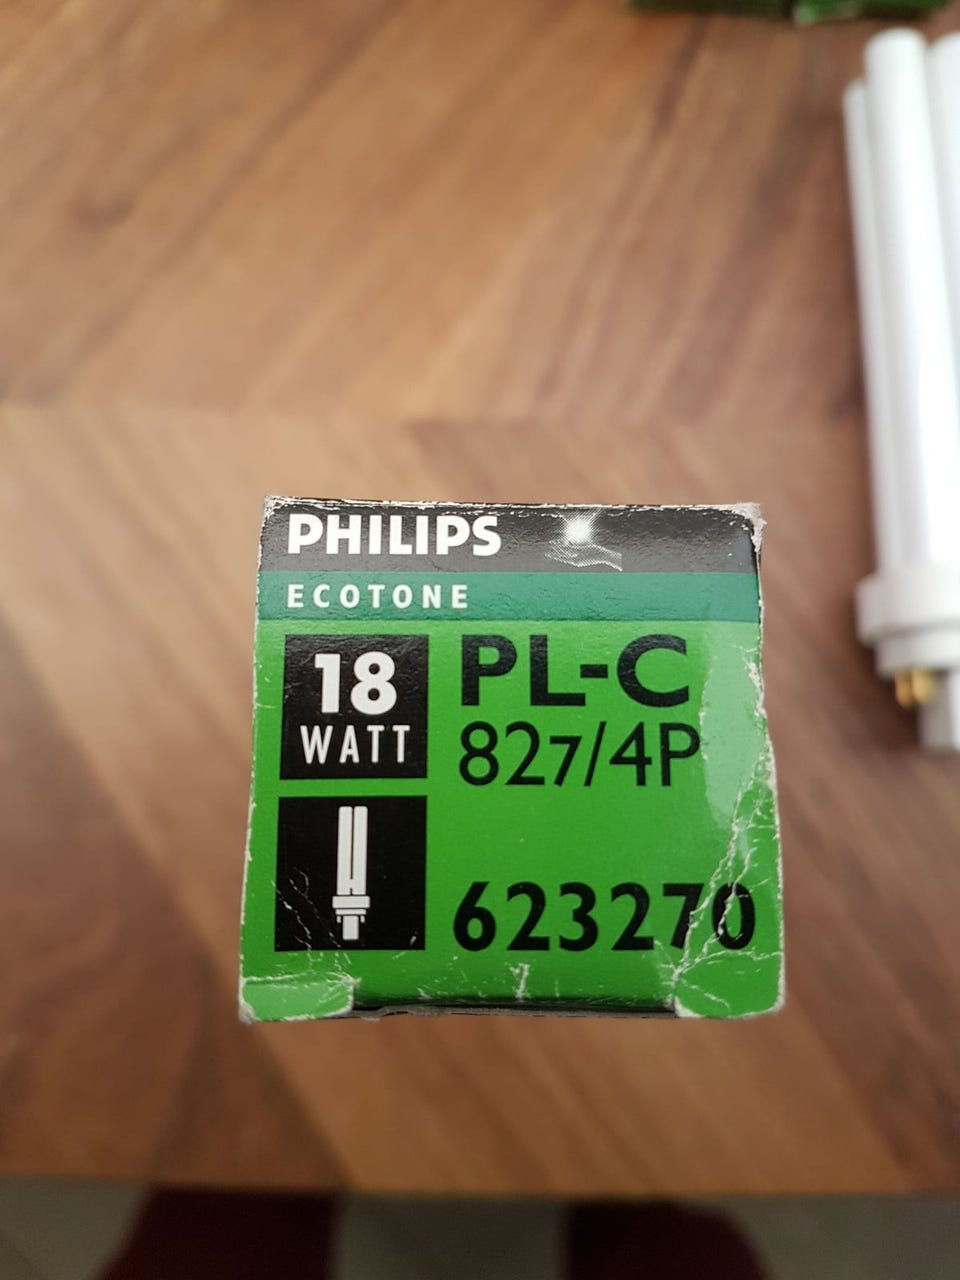 PHILIPS
ECOTONE
18
WATT
PL-C
827/4P
623270